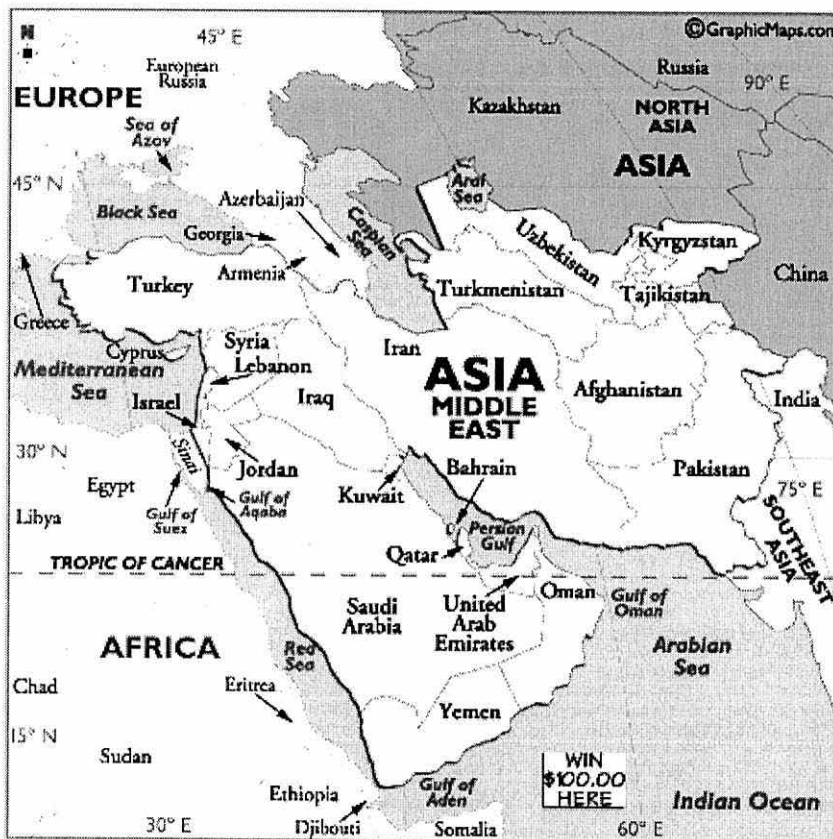 N
45° E
©GraphicMaps.com
European
Russia
Russia
90° E
EUROPE
Kazakhstan
NORTH
ASIA
ASIA
Sea of
Azov
45° N
Black Sea
Azerbaijan
Caspian
Sea
Aral
Sea
Georgia
Uzbekistan
Kyrgyzstan
Turkey
Armenia
Turkmenistan
Tajikistan
China
Greece
Cyprus
Syria
Iran
Mediterranean
Sea
Lebanon
ASIA
MIDDLE
EAST
Afghanistan
India
Israel
Iraq
30° N
Sinai
Jordan
Bahrain
Pakistan
Egypt
Kuwait
75° E
Libya
Gulf of
Suez
Gulf of
Aqaba
Persian
Gulf
SOUTHEAST
ASIA
Qatar
TROPIC OF CANCER
Saudi
Arabia
United
Arab
Emirates
Oman
Gulf of
Oman
AFRICA
Red
Sea
Arabian
Sea
Chad
Eritrea
Yemen
15° N
Sudan
WIN
$100.00
HERE
Ethiopia
Gulf of
Aden
Indian Ocean
30° E
Djibouti
Somalia
60° E